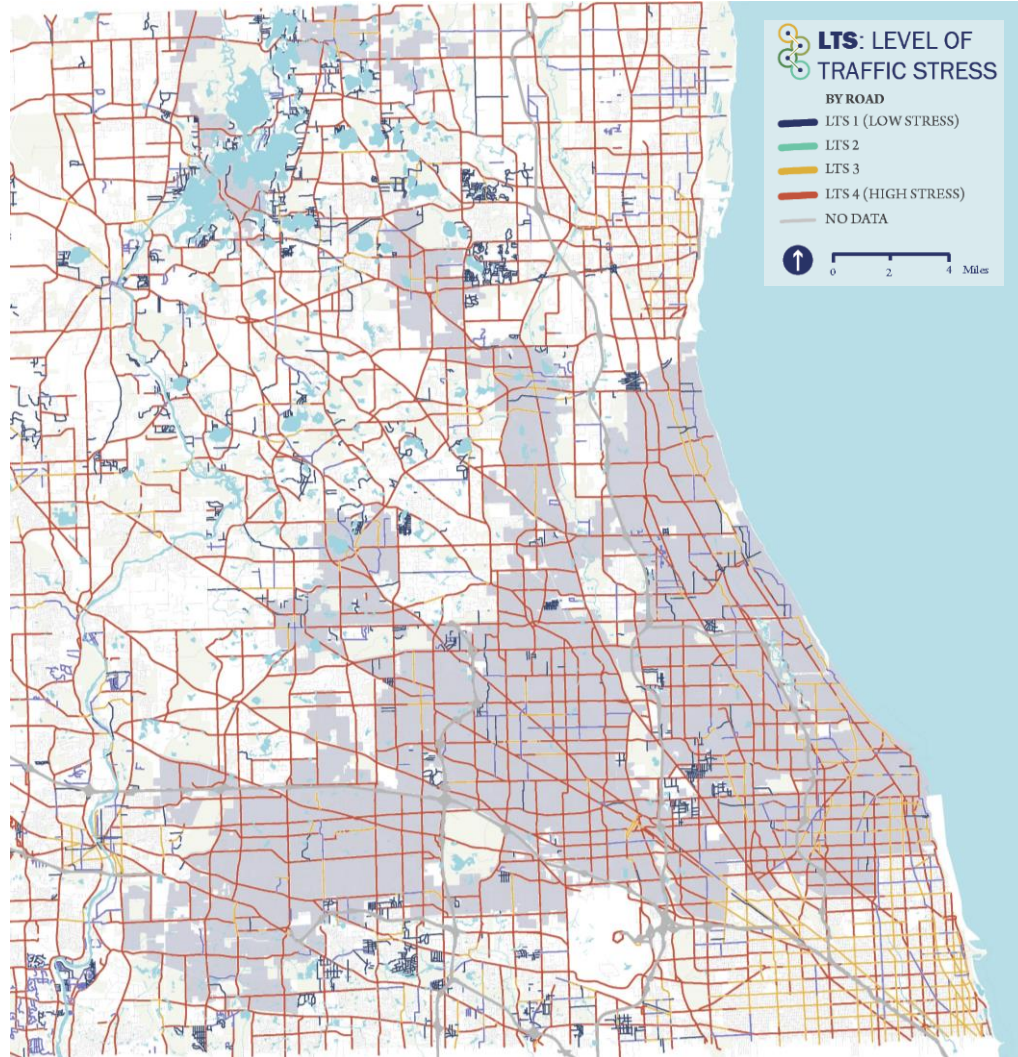 LTS: LEVEL OF
TRAFFIC STRESS
BY ROAD
LTS 1 (LOW STRESS)
LTS 2
LTS 3
LTS 4 (HIGH STRESS)
NO DATA
0 2 4 Miles